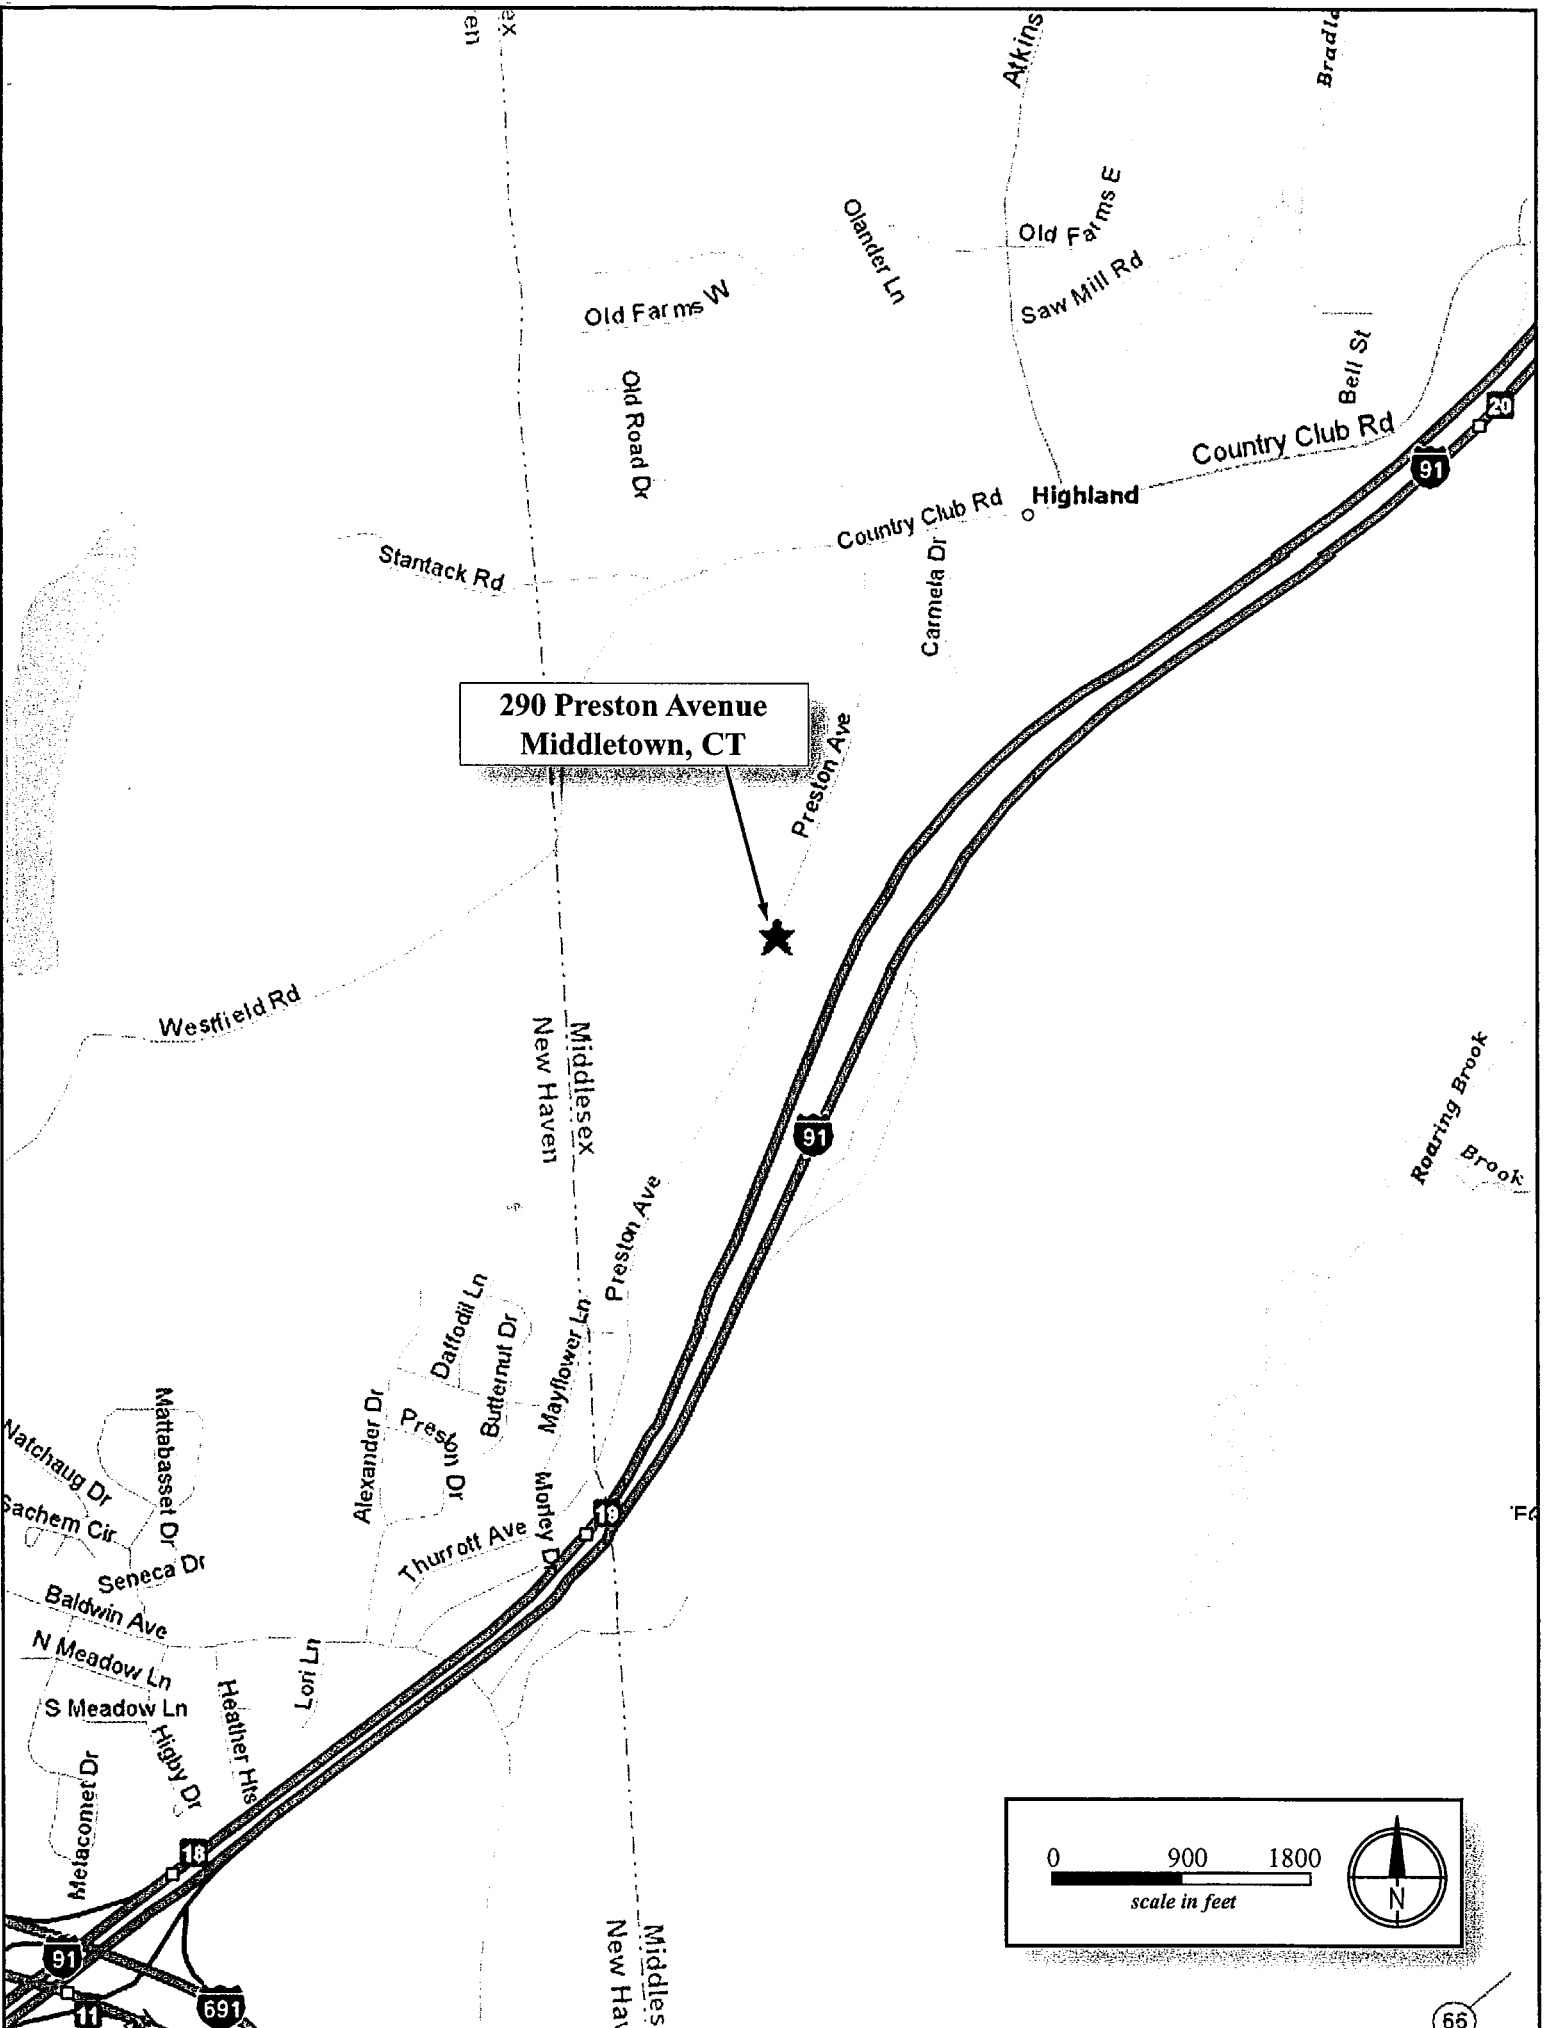 ex
en
Atkins
Bradle
Old Farms E
Olander Ln
Saw Mill Rd
Old Farms W
Old Road Dr
Bell St
20
Country Club Rd
91
Highland
Country Club Rd
Stantack Rd
Carmela Dr
290 Preston Avenue
Middletown, CT
Preston Ave
Westfield Rd
Middlesex
New Haven
91
Roaring Brook
Brook
Preston Ave
Daffodil Ln
Butternut Dr
Mayflower Ln
Mattabasset Dr
Alexander Dr
Preston Dr
Natchaug Dr
Sachem Cir
Morley Dr
19
Thurrott Ave
Seneca Dr
Baldwin Ave
N Meadow Ln
Lori Ln
S Meadow Ln
Heather Hts
Higby Dr
Metacomet Dr
18
0 900 1800
scale in feet
N
Middles
New Hav
91
691
11
66